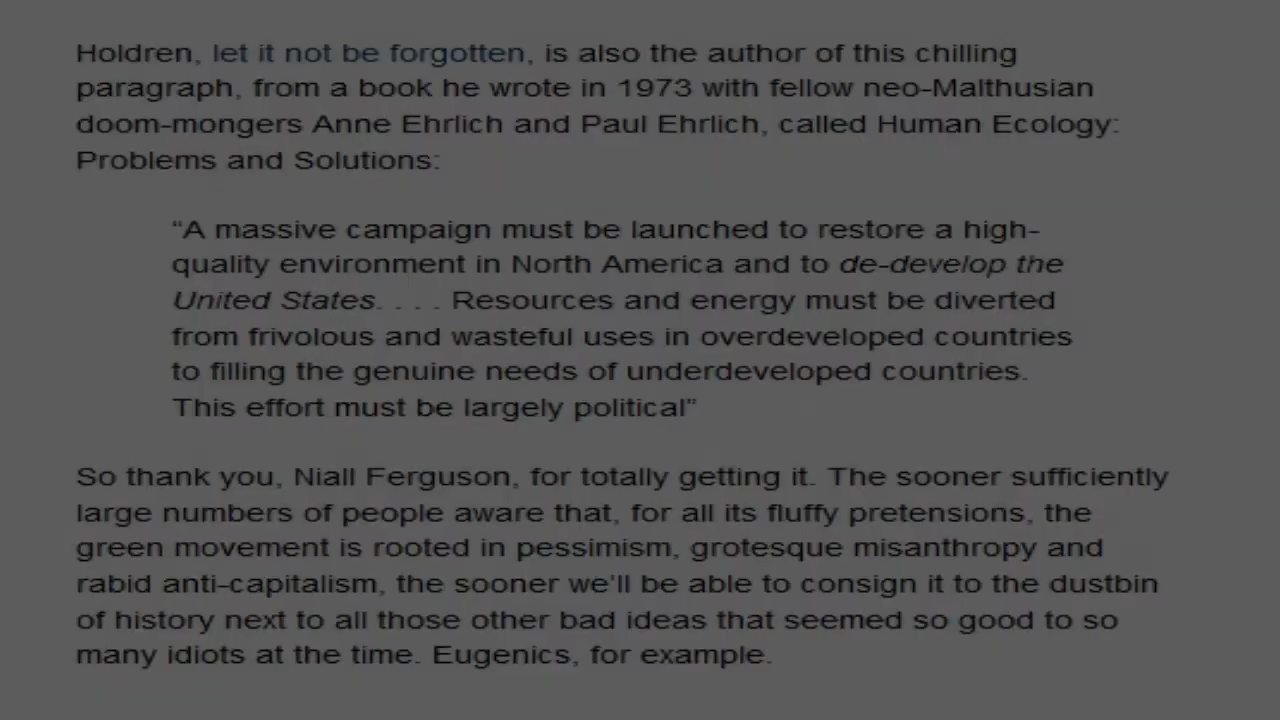 Holdren, let it not be forgotten, is also the author of this chilling
paragraph, from a book he wrote in 1973 with fellow neo-Malthusian
doom-mongers Anne Ehrlich and Paul Ehrlich, called Human Ecology:
Problems and Solutions:
“A massive campaign must be launched to restore a high-
quality environment in North America and to de-develop the
United States. . . . Resources and energy must be diverted
from frivolous and wasteful uses in overdeveloped countries
to filling the genuine needs of underdeveloped countries.
This effort must be largely political”
So thank you, Niall Ferguson, for totally getting it. The sooner sufficiently
large numbers of people aware that, for all its fluffy pretensions, the
green movement is rooted in pessimism, grotesque misanthropy and
rabid anti-capitalism, the sooner we'll be able to consign it to the dustbin
of history next to all those other bad ideas that seemed so good to so
many idiots at the time. Eugenics, for example.